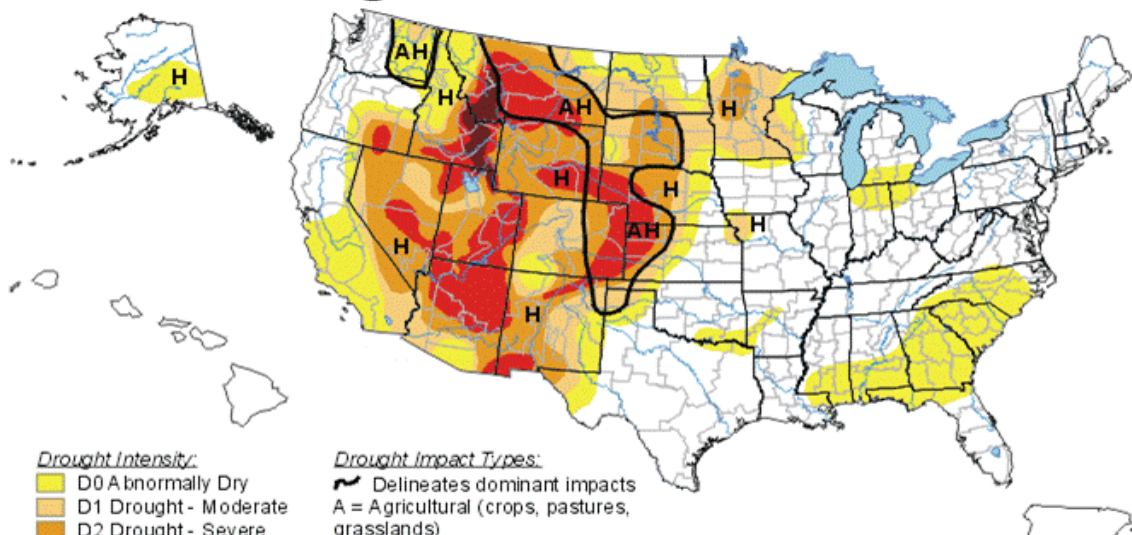 AH
H
H
AH
H
H
H
H
AH
H
H
H
Drought Intensity:
D0 Abnormally Dry
D1 Drought - Moderate
D2 Drought - Severe
Drought Impact Types:
Delineates dominant impacts
A = Agricultural (crops, pastures,
grasslands)